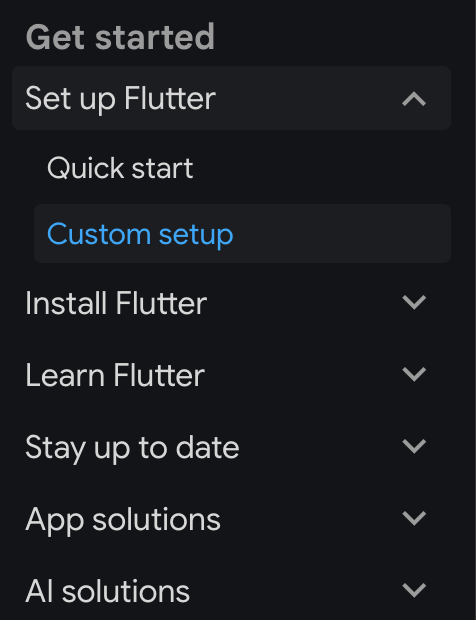 Get started
Set up Flutter
Quick start
Custom setup
Install Flutter
Learn Flutter
Stay up to date
App solutions
AI solutions